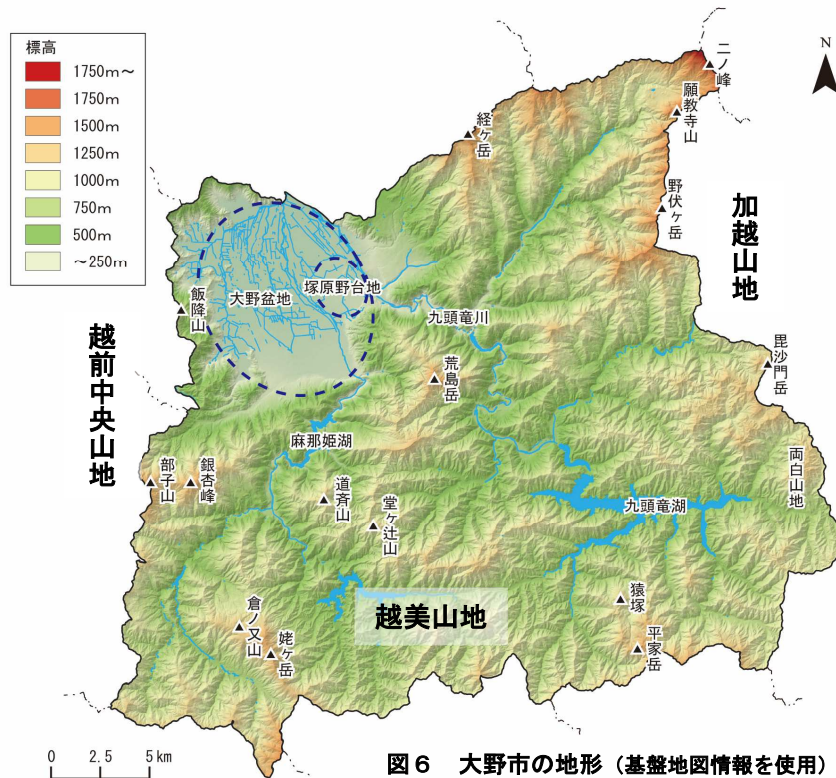 標高
1750m～
1750m
1500m
1250m
1000m
750m
500m
～250m
N
二ノ峰
願教寺山
経ヶ岳
野伏ヶ岳
加越山地
大野盆地
塚原野台地
飯降山
九頭竜川
越前中央山地
荒島岳
毘沙門岳
麻那姫湖
部子山
銀杏峰
道斉山
堂ヶ辻山
両白山地
九頭竜湖
越美山地
猿塚
倉ノ又山
姥ヶ岳
平家岳
0 2.5 5km
図６ 大野市の地形（基盤地図情報を使用）